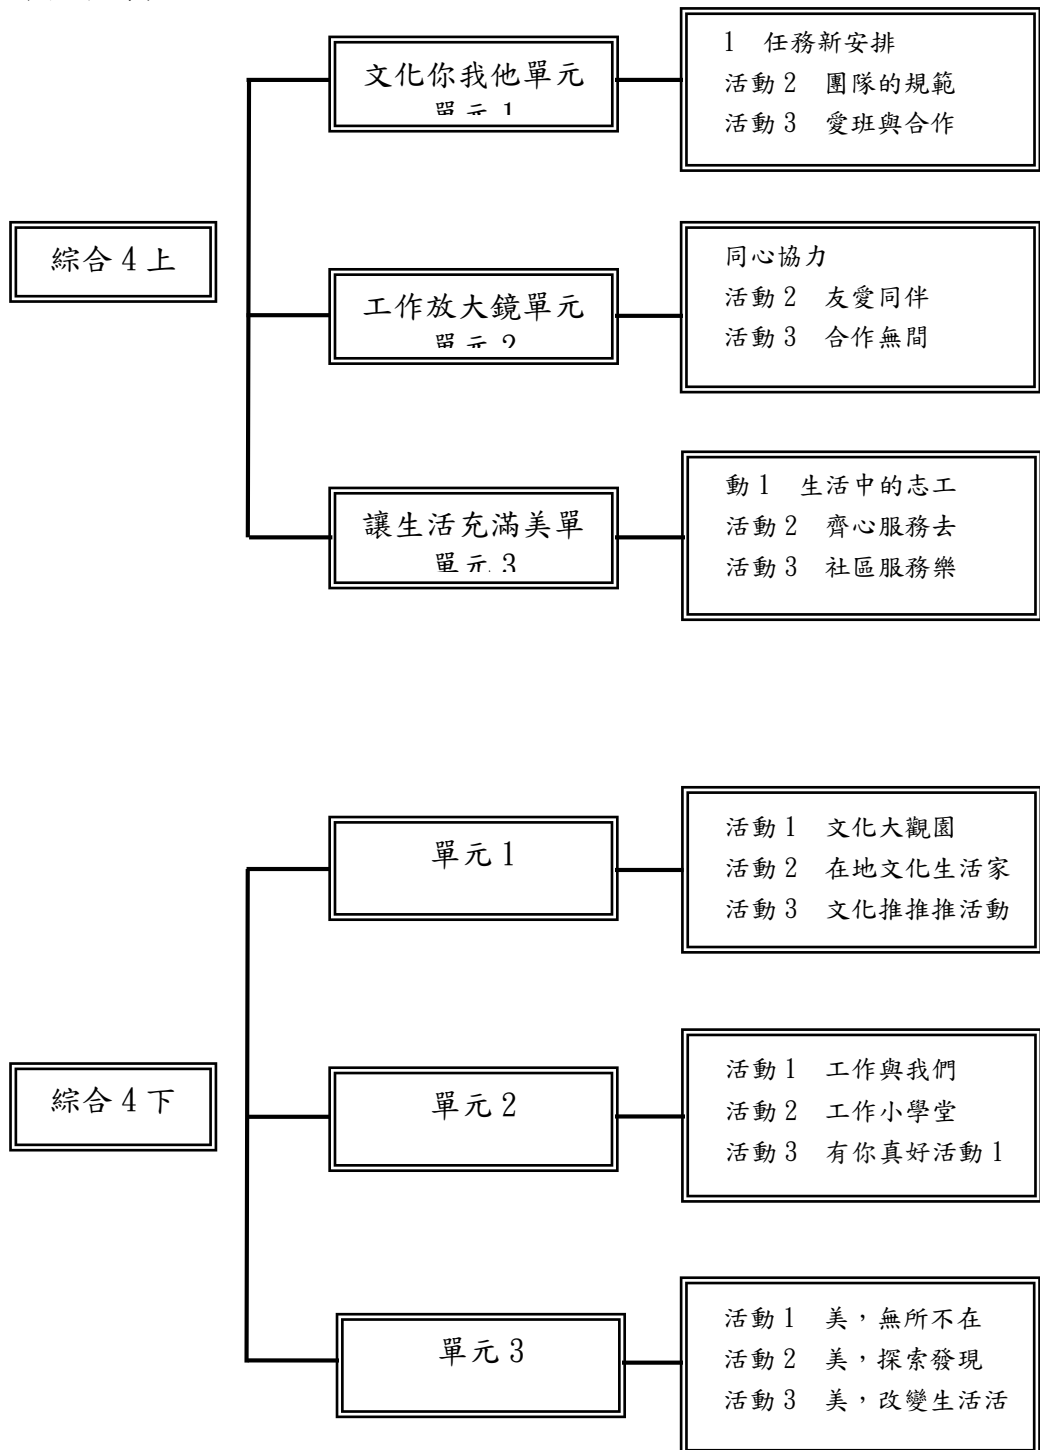 文化你我他單元
單元 1
1 任務新安排
活動 2 團隊的規範
活動 3 愛班與合作
綜合 4 上
工作放大鏡單元
單元 2
同心協力
活動 2 友愛同伴
活動 3 合作無間
讓生活充滿美單
單元 3
動 1 生活中的志工
活動 2 齊心服務去
活動 3 社區服務樂
單元 1
活動 1 文化大觀園
活動 2 在地文化生活家
活動 3 文化推推推活動
綜合 4 下
單元 2
活動 1 工作與我們
活動 2 工作小學堂
活動 3 有你真好活動 1
單元 3
活動 1 美，無所不在
活動 2 美，探索發現
活動 3 美，改變生活活